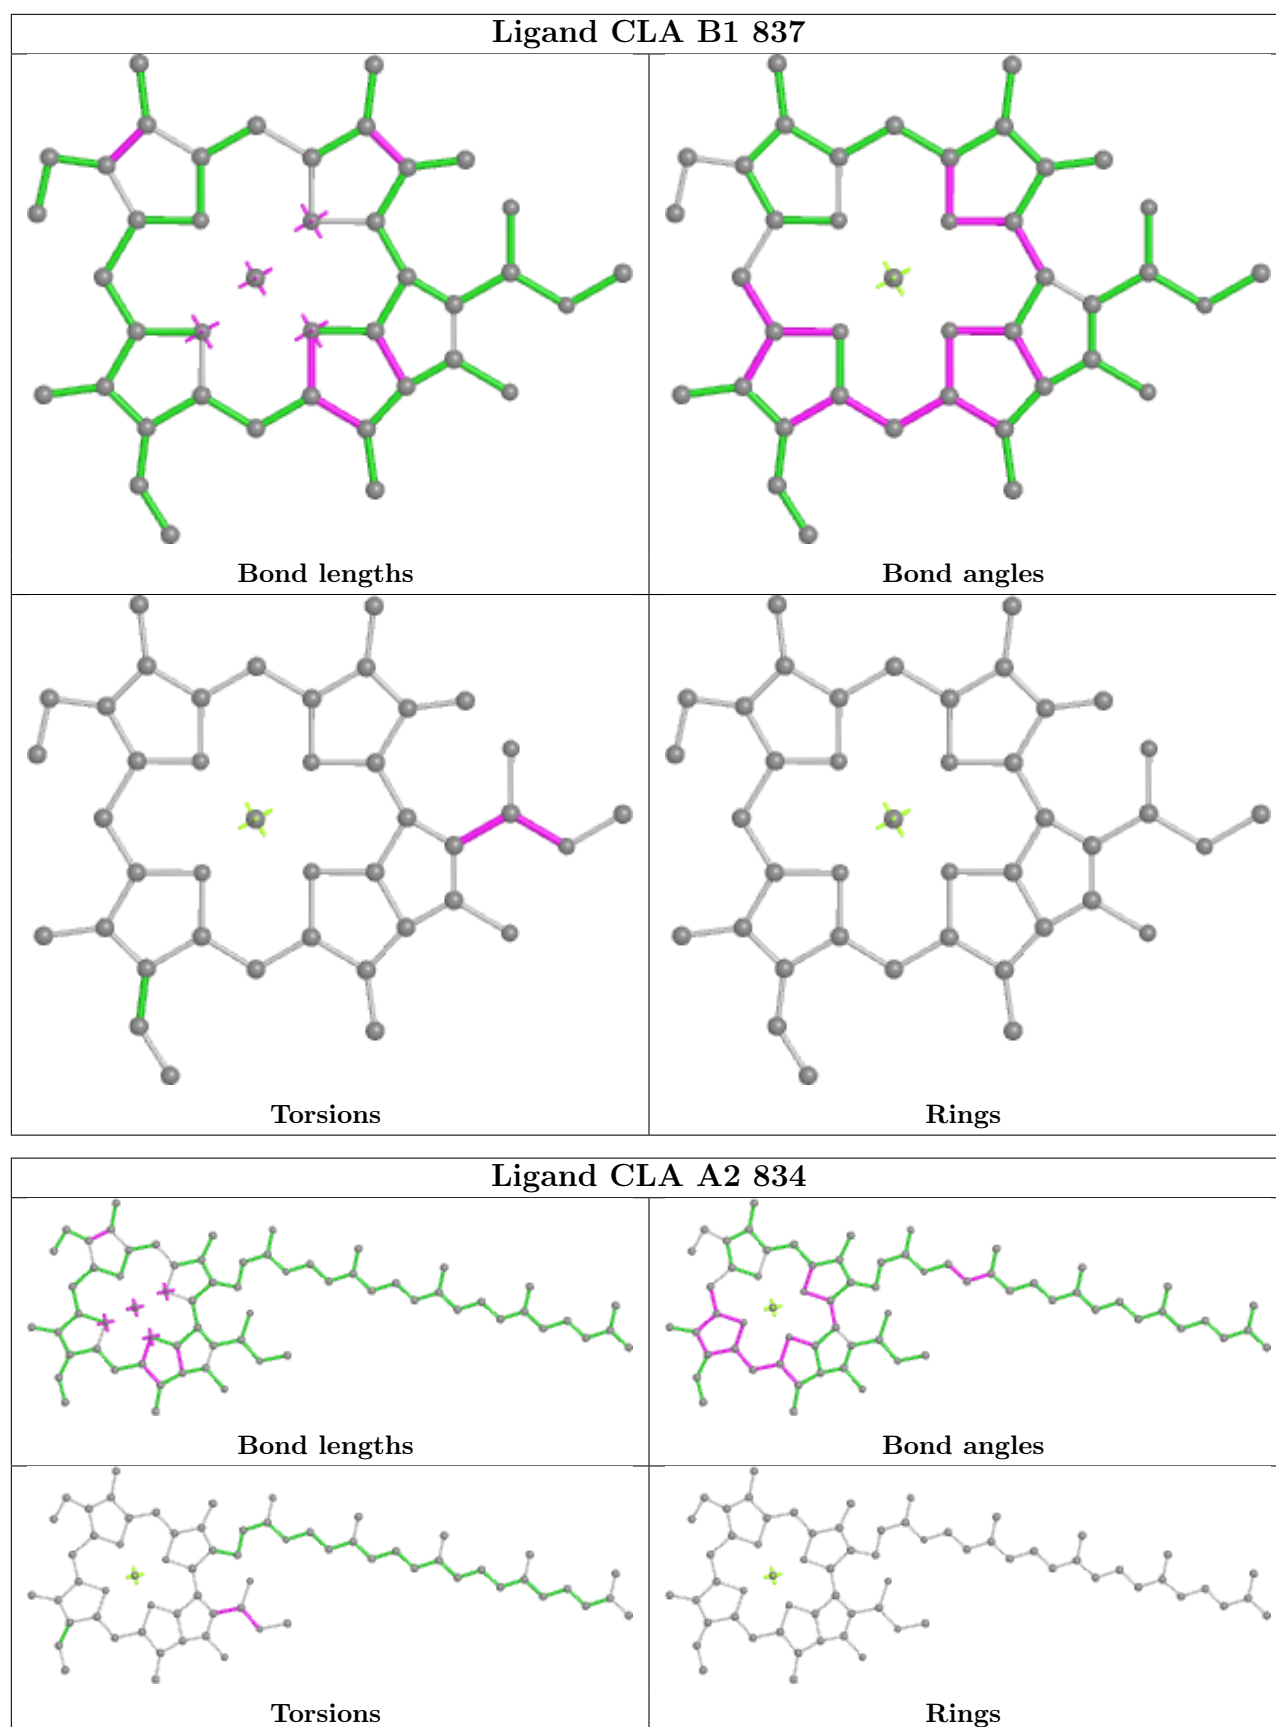 Ligand CLA B1 837
Bond lengths
Bond angles
Torsions
Rings
Ligand CLA A2 834
Bond lengths
Bond angles
Torsions
Rings